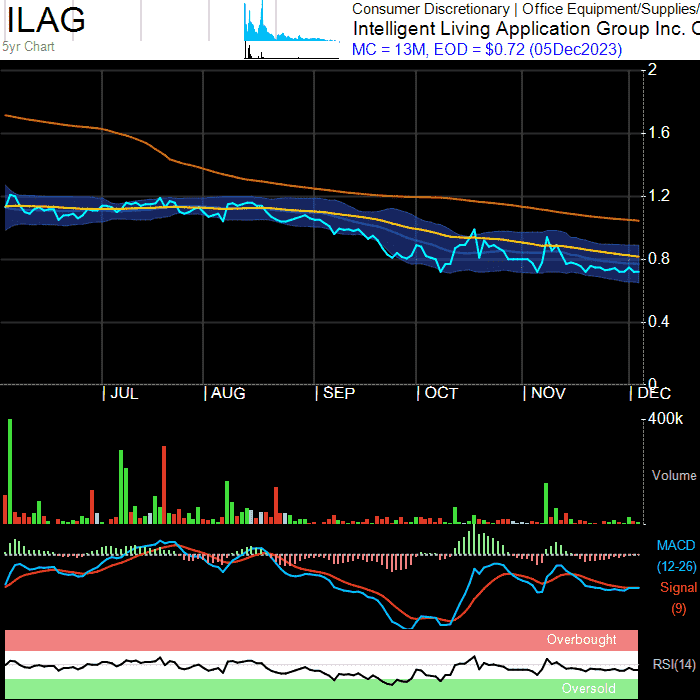 ILAG
5yr Chart
Consumer Discretionary | Office Equipment/Supplies/
Intelligent Living Application Group Inc.
MC = 13M, EOD = $0.72 (05Dec2023)
2
1.6
1.2
0.8
0.4
0
| JUL | AUG | SEP | OCT | NOV | DEC
400k
Volume
MACD
(12-26)
Signal
(9)
Overbought
RSI(14)
Oversold